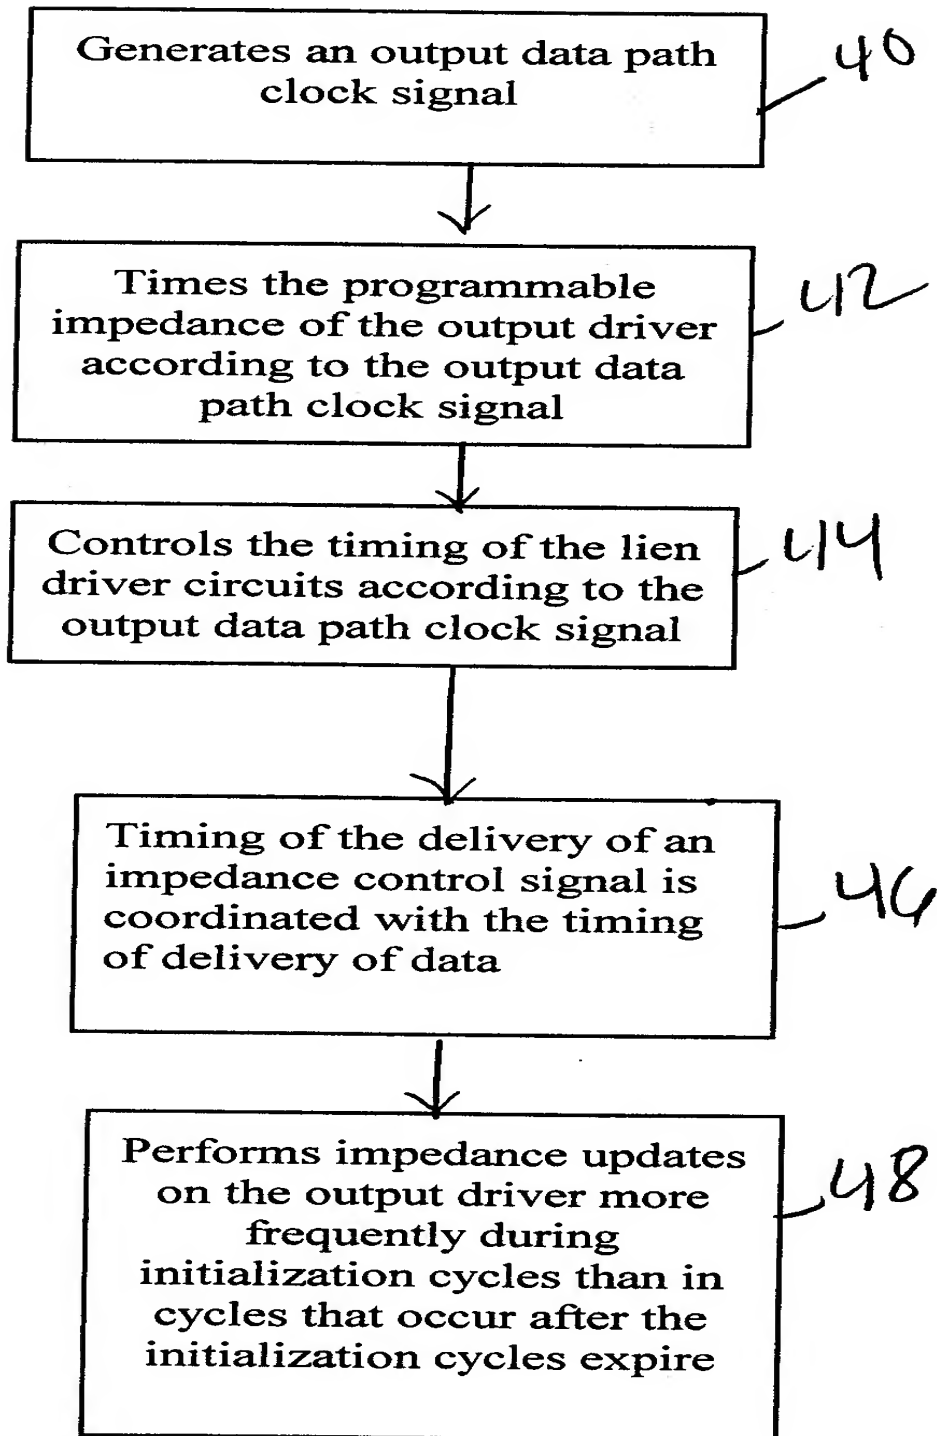 Generates an output data path
clock signal
40
Times the programmable
impedance of the output driver
according to the output data
path clock signal
42
Controls the timing of the lien
driver circuits according to the
output data path clock signal
44
Timing of the delivery of an
impedance control signal is
coordinated with the timing
of delivery of data
46
Performs impedance updates
on the output driver more
frequently during
initialization cycles than in
cycles that occur after the
initialization cycles expire
48